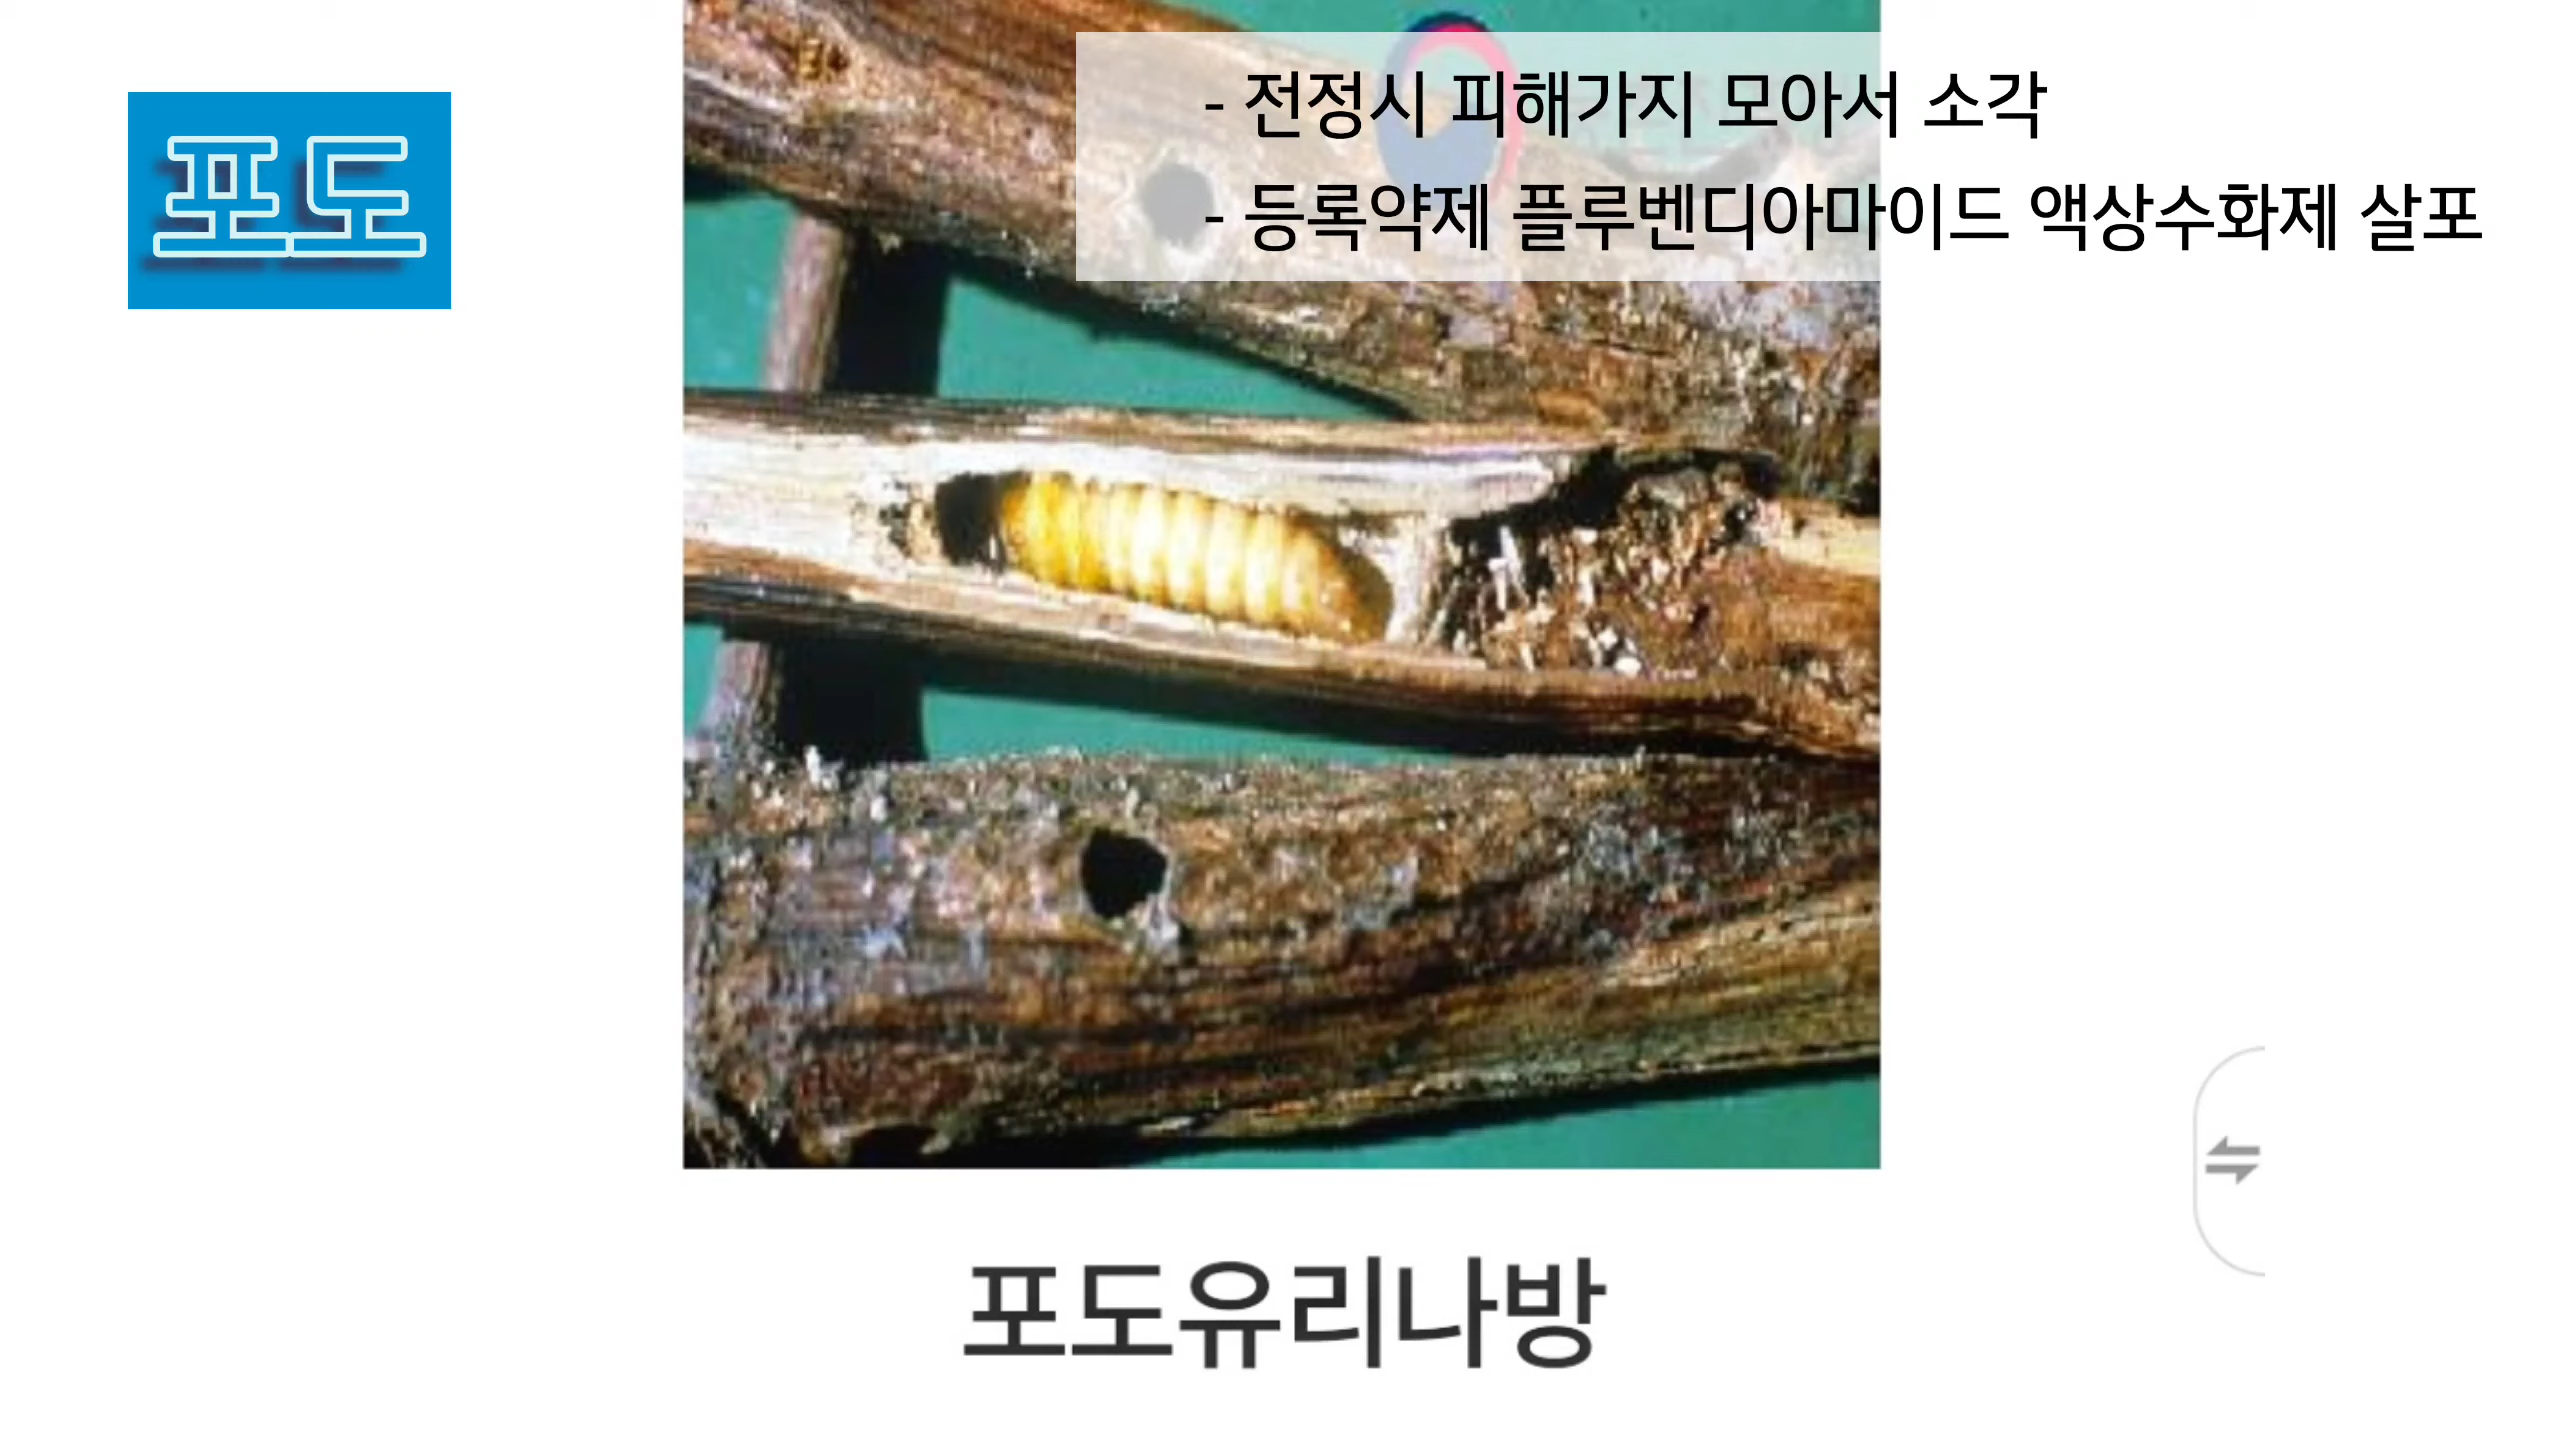 포도
- 전정시 피해가지 모아서 소각
- 등록약제 플루벤디아마이드 액상수화제 살포
포도유리나방